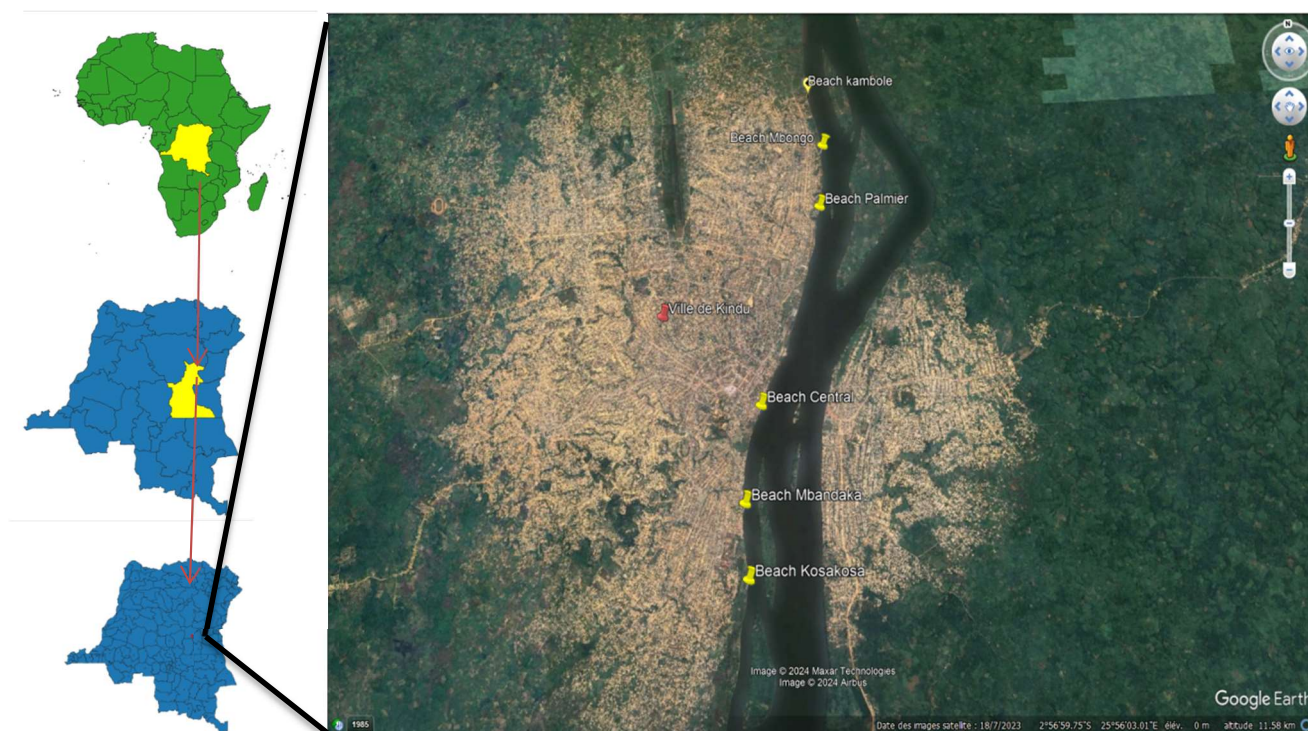 N
Beach kambole
Beach Mbongo
Beach Palmier
Ville de Kindu
Beach Central
Beach Mbandaka
Beach Kosakosa
Image © 2024 Maxar Technologies
Image © 2024 Airbus
Google Earth
1985
Date des images satellite : 18/7/2023 2°56'59.75"S 25°56'03.01"E élév. 0 m altitude 11.58 km